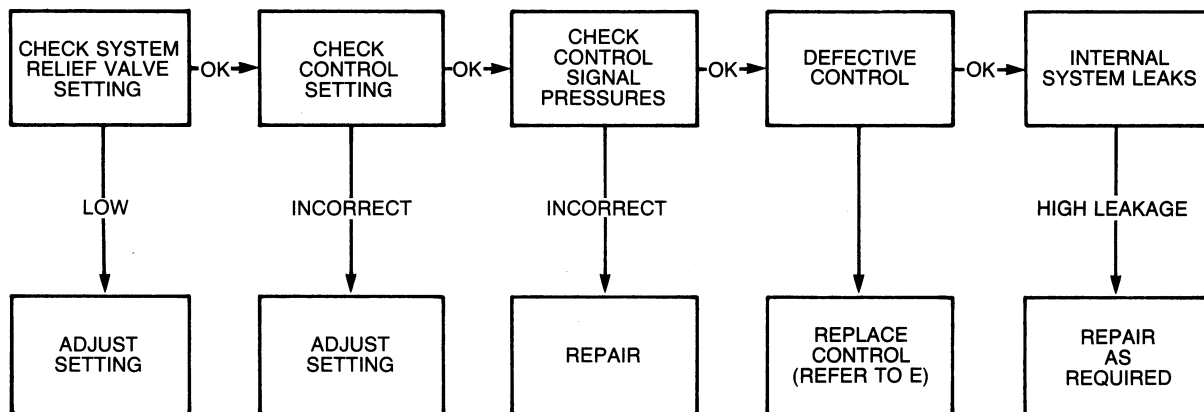 CHECK SYSTEM
RELIEF VALVE
SETTING
OK
CHECK
CONTROL
SETTING
OK
CHECK
CONTROL
SIGNAL
PRESSURES
OK
DEFECTIVE
CONTROL
OK
INTERNAL
SYSTEM LEAKS
LOW
INCORRECT
INCORRECT
HIGH LEAKAGE
ADJUST
SETTING
ADJUST
SETTING
REPAIR
REPLACE
CONTROL
(REFER TO E)
REPAIR
AS
REQUIRED